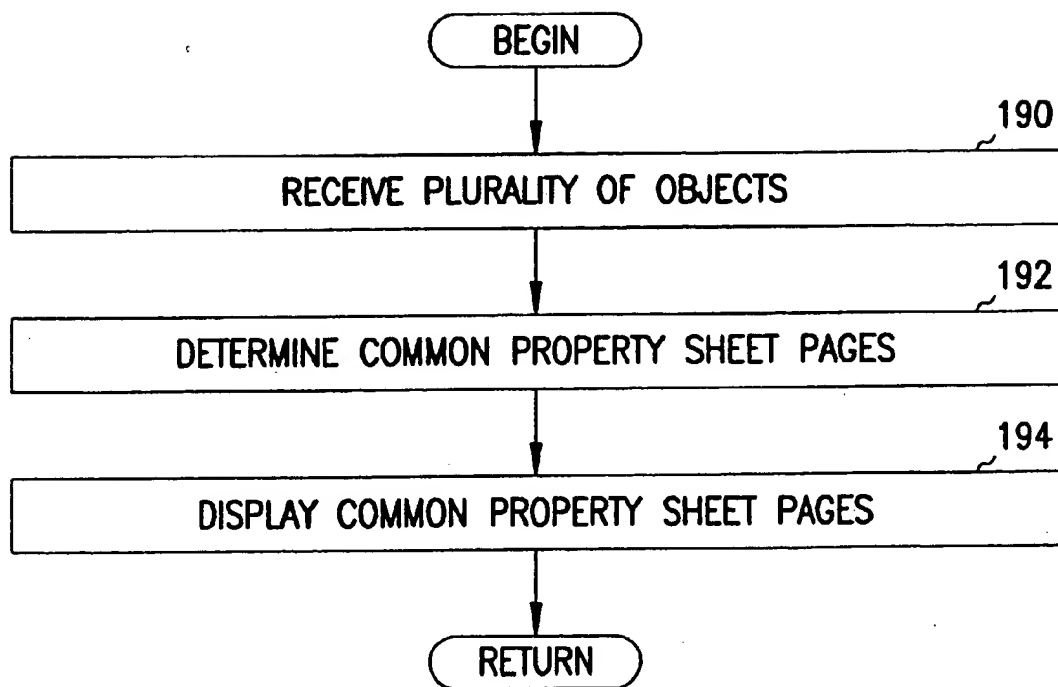 BEGIN
190
RECEIVE PLURALITY OF OBJECTS
192
DETERMINE COMMON PROPERTY SHEET PAGES
194
DISPLAY COMMON PROPERTY SHEET PAGES
RETURN